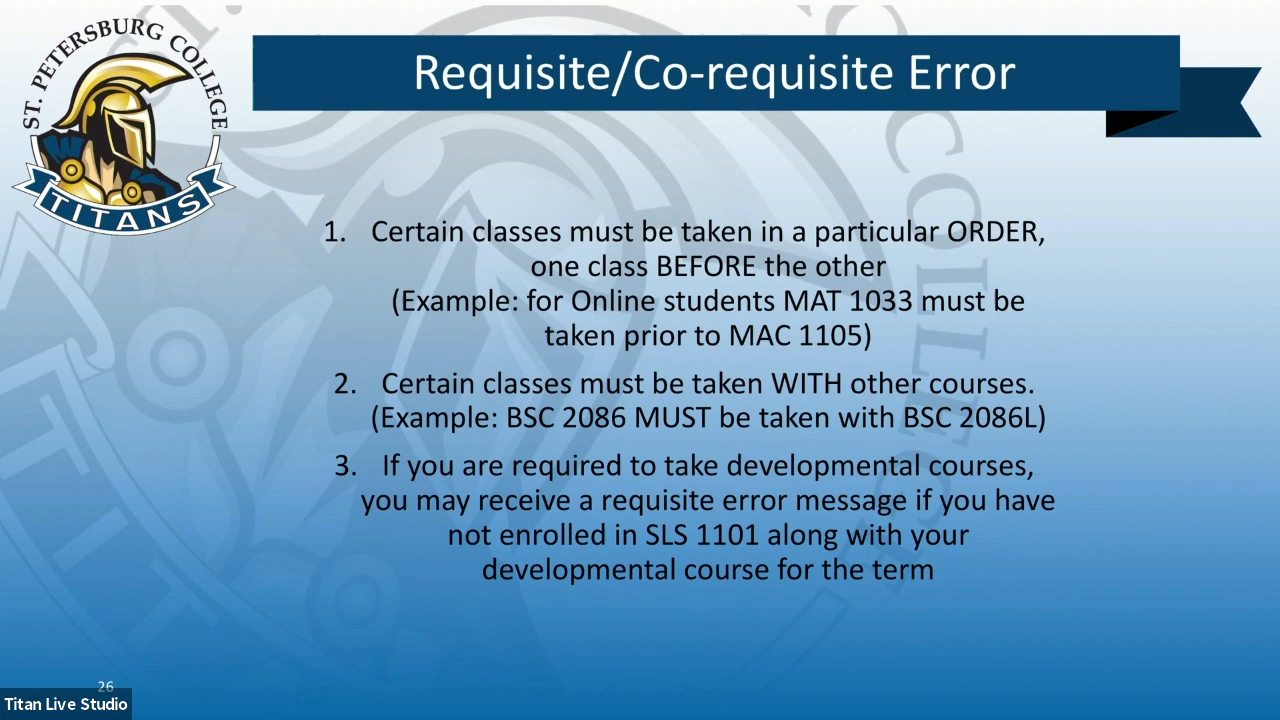 ST. PETERSBURG COLLEGE
TITANS
Requisite/Co-requisite Error
1. Certain classes must be taken in a particular ORDER,
one class BEFORE the other
(Example: for Online students MAT 1033 must be
taken prior to MAC 1105)
2. Certain classes must be taken WITH other courses.
(Example: BSC 2086 MUST be taken with BSC 2086L)
3. If you are required to take developmental courses,
you may receive a requisite error message if you have
not enrolled in SLS 1101 along with your
developmental course for the term
26
Titan Live Studio